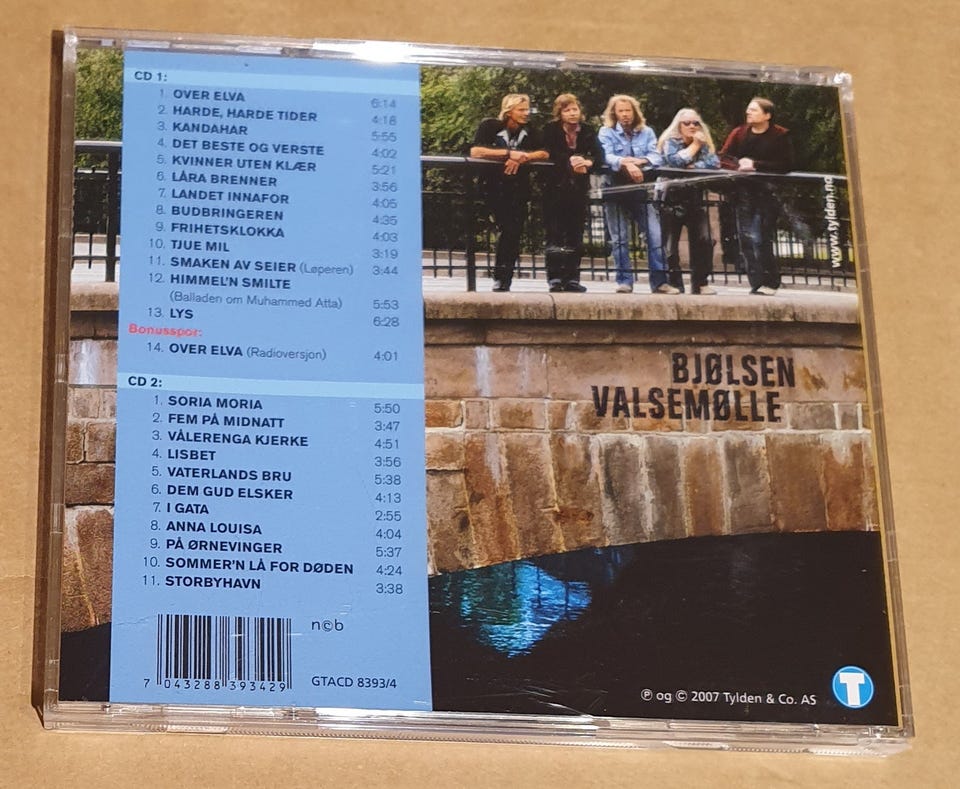 CD 1:
1. OVER ELVA 6:14
2. HARDE, HARDE TIDER 4:18
3. KANDAHAR 5:55
4. DET BESTE OG VERSTE 4:02
5. KVINNER UTEN KLÆR 5:21
6. LÅRA BRENNER 3:56
7. LANDET INNAFOR 4:05
8. BUDBRINGEREN 4:35
9. FRIHETSKLOKKA 4:03
10. TJUE MIL 3:19
11. SMAKEN AV SEIER (Løperen) 3:44
12. HIMMEL'N SMILTE
(Balladen om Muhammed Atta) 5:53
13. LYS 6:28
Bonusspor:
14. OVER ELVA (Radioversjon) 4:01
CD 2:
1. SORIA MORIA 5:50
2. FEM PÅ MIDNATT 3:47
3. VÅLERENGA KJERKE 4:51
4. LISBET 3:56
5. VATERLANDS BRU 5:38
6. DEM GUD ELSKER 4:13
7. I GATA 2:55
8. ANNA LOUISA 4:04
9. PÅ ØRNEVINGER 5:37
10. SOMMER'N LÅ FOR DØDEN 4:24
11. STORBYHAVN 3:38
n©b
7 043288 393429
GTACD 8393/4
www.tylden.no
BJØLSEN
VALSEMØLLE
℗ og © 2007 Tylden & Co. AS
T